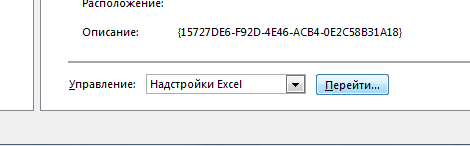 Расположение:
Описание: {15727DE6-F92D-4E46-ACB4-0E2C58B31A18}
Управление: Надстройки Excel Перейти...